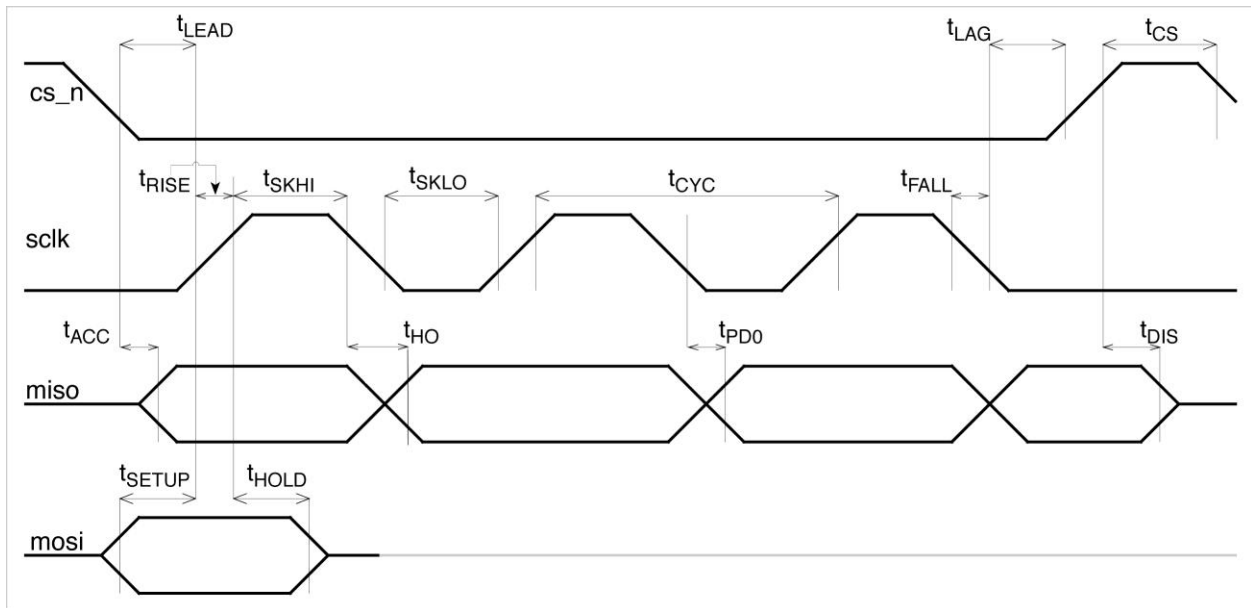 tLEAD tLAG tCS
cs_n
tRISE tSKHI tSKLO tCYC tFALL
sclk
tACC tHO tPD0 tDIS
miso
tSETUP tHOLD
mosi